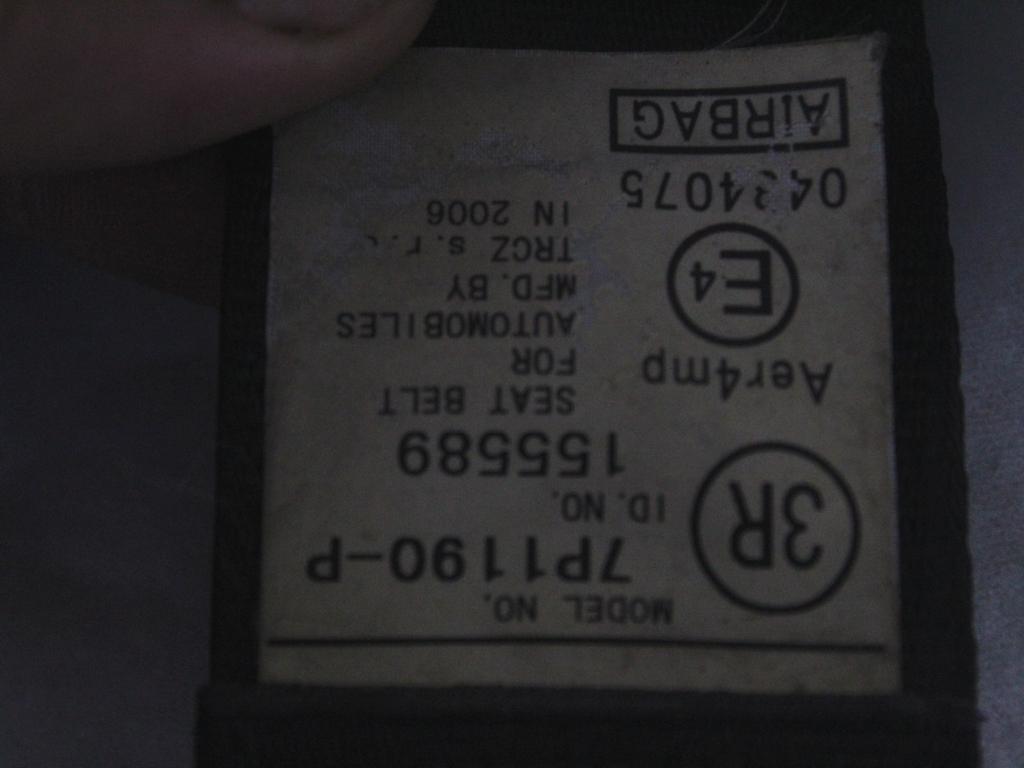 MODEL NO.
7P1190-P
3R
ID. NO.
155589
SEAT BELT
FOR
AUTOMOBILES
MFD. BY
TRCZ s. r.
IN 2006
Aer4mp
E4
0434075
AiRBAG